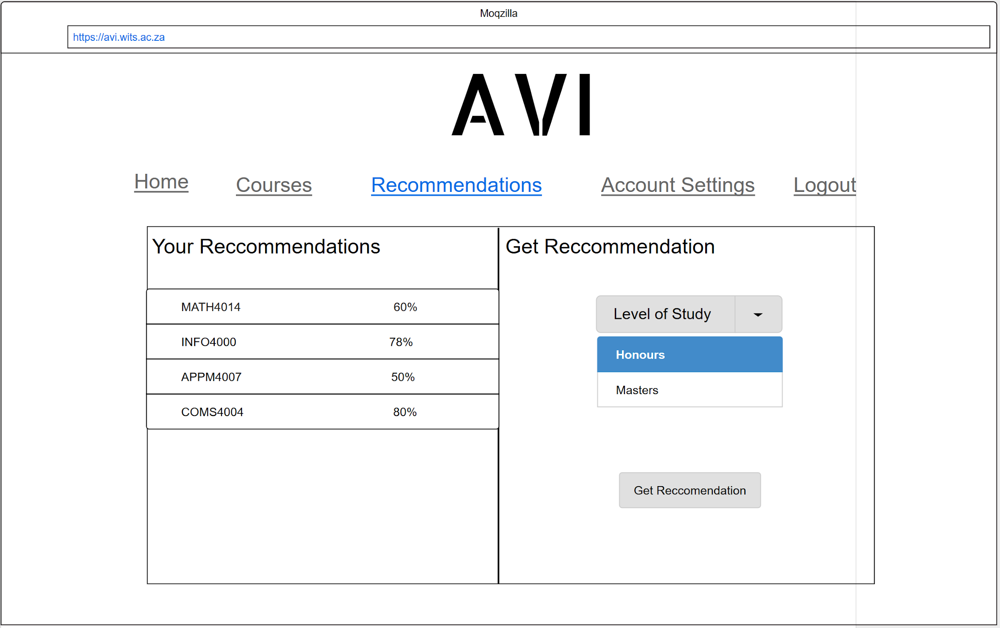 Moqzilla
https://avi.wits.ac.za
AVI
Home Courses Recommendations Account Settings Logout
Your Reccommendations
MATH4014 60%
INFO4000 78%
APPM4007 50%
COMS4004 80%
Get Reccommendation
Level of Study
Honours
Masters
Get Reccomendation